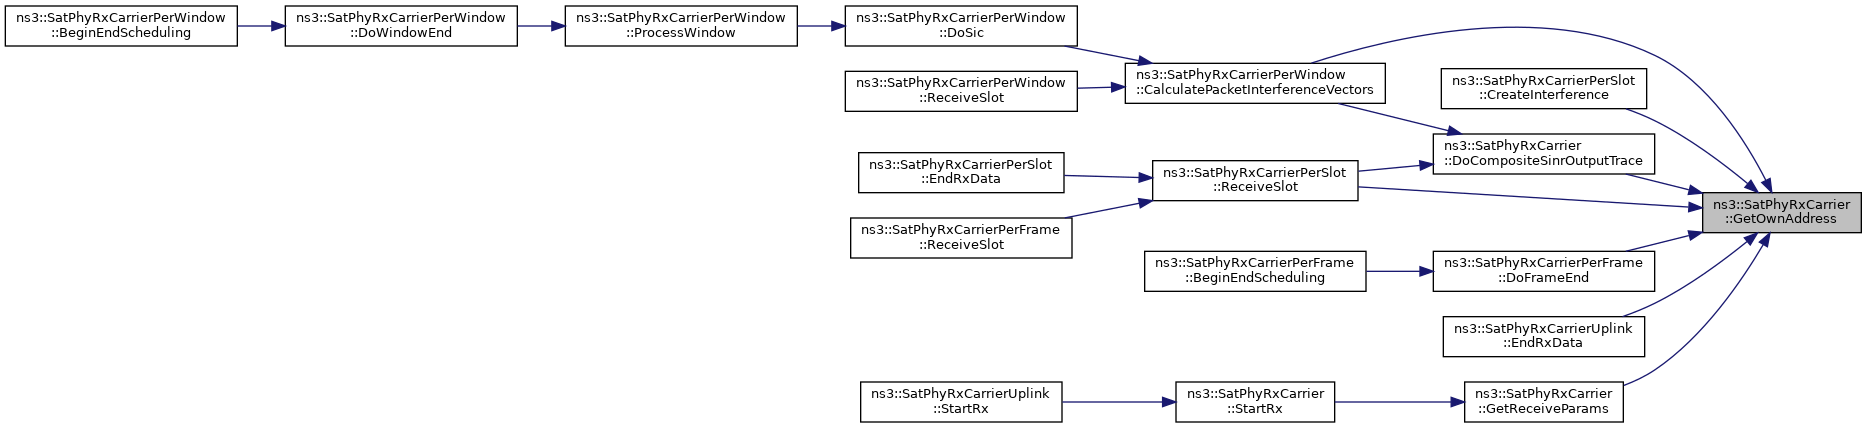 ns3::SatPhyRxCarrierPerWindow
::BeginEndScheduling
ns3::SatPhyRxCarrierPerWindow
::DoWindowEnd
ns3::SatPhyRxCarrierPerWindow
::ProcessWindow
ns3::SatPhyRxCarrierPerWindow
::DoSic
ns3::SatPhyRxCarrierPerWindow
::ReceiveSlot
ns3::SatPhyRxCarrierPerWindow
::CalculatePacketInterferenceVectors
ns3::SatPhyRxCarrierPerSlot
::CreateInterference
ns3::SatPhyRxCarrier
::DoCompositeSinrOutputTrace
ns3::SatPhyRxCarrierPerSlot
::EndRxData
ns3::SatPhyRxCarrierPerSlot
::ReceiveSlot
ns3::SatPhyRxCarrierPerFrame
::ReceiveSlot
ns3::SatPhyRxCarrier
::GetOwnAddress
ns3::SatPhyRxCarrierPerFrame
::BeginEndScheduling
ns3::SatPhyRxCarrierPerFrame
::DoFrameEnd
ns3::SatPhyRxCarrierUplink
::EndRxData
ns3::SatPhyRxCarrierUplink
::StartRx
ns3::SatPhyRxCarrier
::StartRx
ns3::SatPhyRxCarrier
::GetReceiveParams